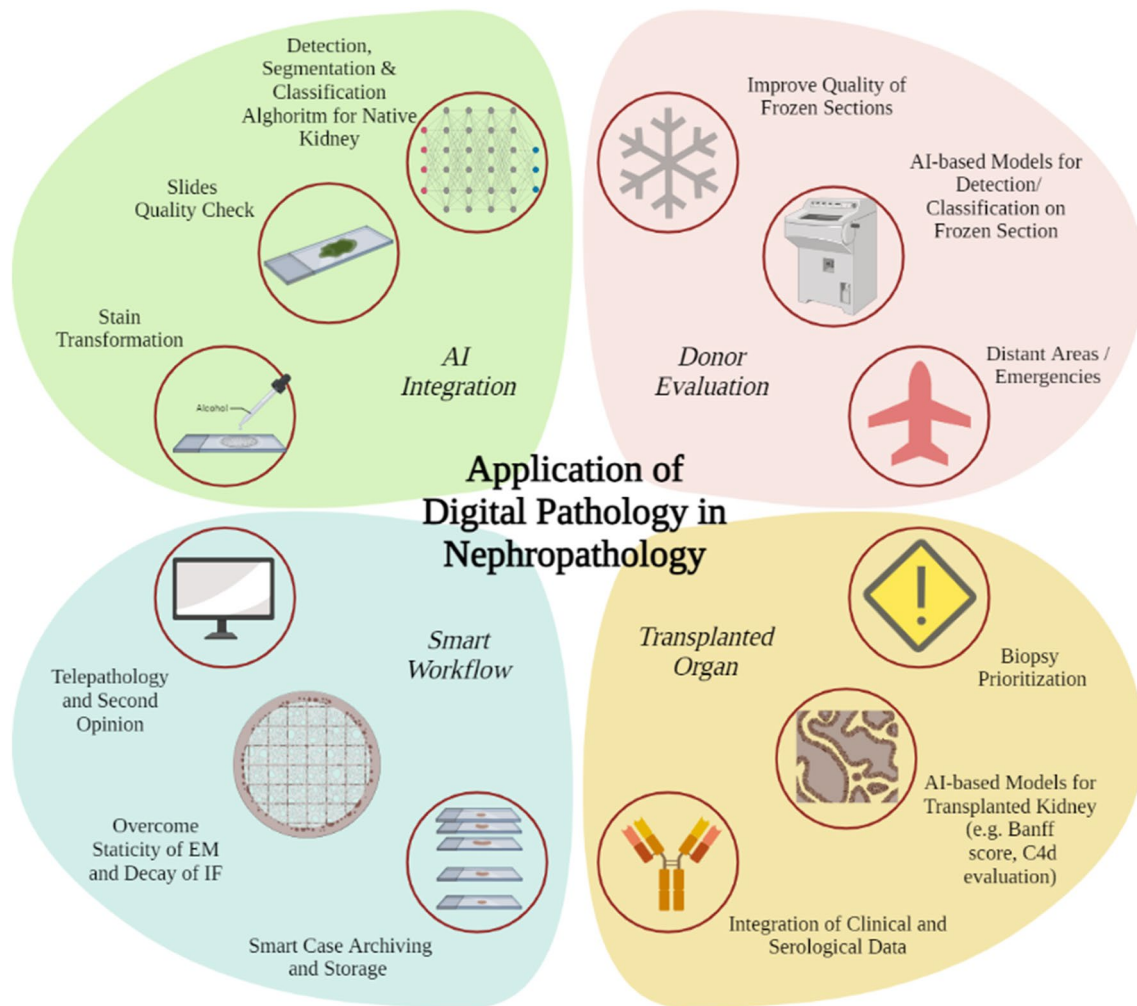 Detection,
Segmentation &
Classification
Alghoritm for Native
Kidney
Slides
Quality Check
Stain
Transformation
Alcohol
AI
Integration
Improve Quality of
Frozen Sections
AI-based Models for
Detection/
Classification on
Frozen Section
Distant Areas /
Emergencies
Donor
Evaluation
Application of
Digital Pathology in
Nephropathology
Smart
Workflow
Telepathology
and Second
Opinion
Overcome
Staticity of EM
and Decay of IF
Smart Case Archiving
and Storage
Transplanted
Organ
Biopsy
Prioritization
AI-based Models for
Transplanted Kidney
(e.g. Banff
score, C4d
evaluation)
Integration of Clinical and
Serological Data